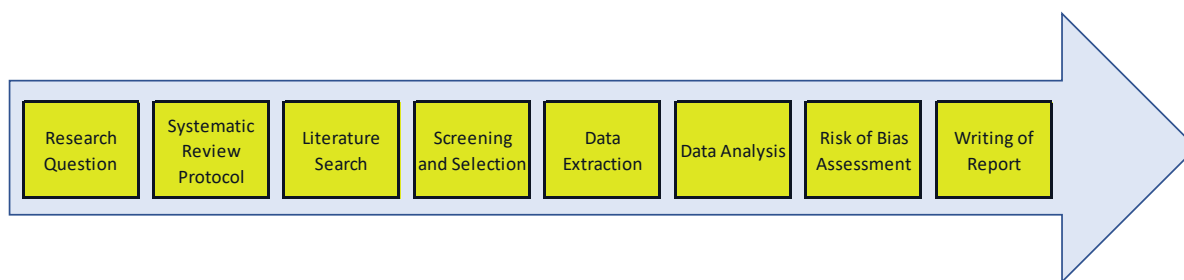 Research
Question
Systematic
Review
Protocol
Literature
Search
Screening
and Selection
Data
Extraction
Data Analysis
Risk of Bias
Assessment
Writing of
Report